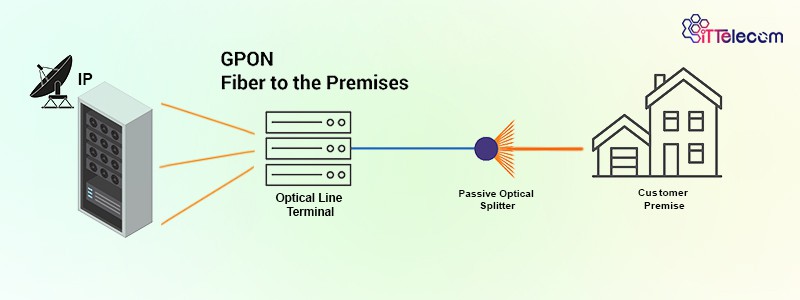 iTTelecom
GPON
Fiber to the Premises
IP
Optical Line
Terminal
Passive Optical
Splitter
Customer
Premise